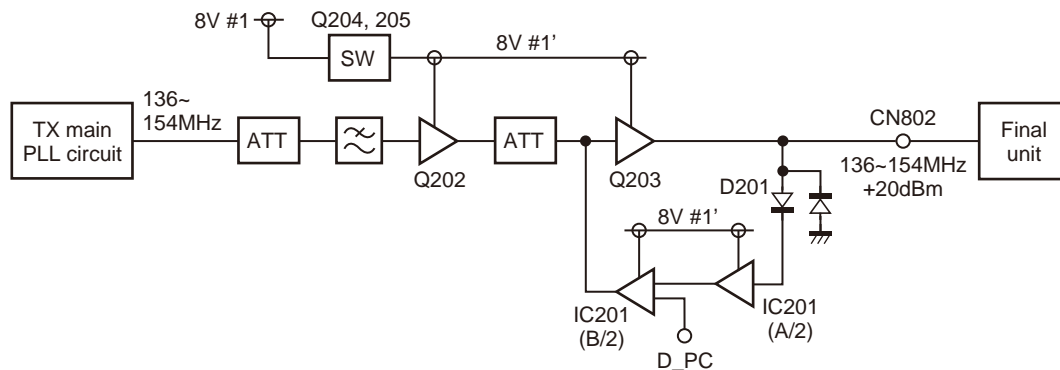 8V #1
Q204, 205
SW
8V #1’
136~
154MHz
TX main
PLL circuit
ATT
Q202
ATT
Q203
CN802
136~154MHz
+20dBm
Final
unit
D201
8V #1’
IC201
(B/2)
IC201
(A/2)
D_PC